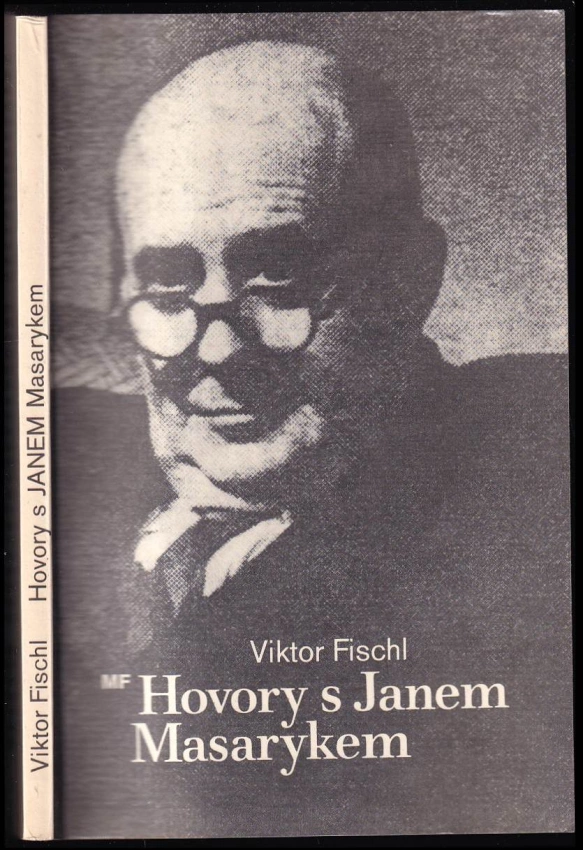 Viktor Fischl Hovory s JANEM Masarykem
Viktor Fischl
MF Hovory s Janem
Masarykem